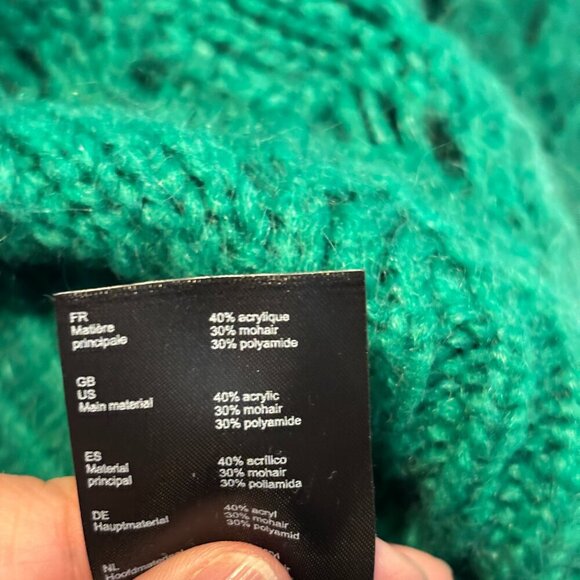 FR
Matière principale
40% acrylique
30% mohair
30% polyamide
GB
US
Main material
40% acrylic
30% mohair
30% polyamide
ES
Material principal
40% acrílico
30% mohair
30% poliamida
DE
Hauptmaterial
40% acryl
30% mohair
30% polyamid
NL
Hoofdmateriaal